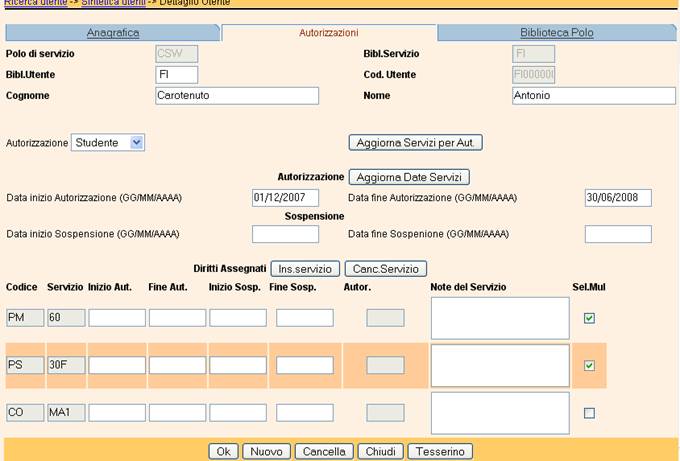 Ricerca utente -> Sintetica utenti -> Dettaglio Utente
Anagrafica Autorizzazioni Biblioteca Polo
Polo di servizio CSW Bibl.Servizio FI
Bibl.Utente FI Cod. Utente
Cognome Carotenuto Nome Antonio
Autorizzazione Studente Aggiorna Servizi per Aut.
Autorizzazione Aggiorna Date Servizi
Data inizio Autorizzazione (GG/MM/AAAA) 01/12/2007 Data fine Autorizzazione (GG/MM/AAAA) 30/06/2008
Sospensione
Data inizio Sospensione (GG/MM/AAAA) Data fine Sospenione (GG/MM/AAAA)
Diritti Assegnati Ins.servizio Canc.Servizio
Codice Servizio Inizio Aut. Fine Aut. Inizio Sosp. Fine Sosp. Autor. Note del Servizio Sel.Mul
PM 60
PS 30F
CO MA1
Ok Nuovo Cancella Chiudi Tesserino